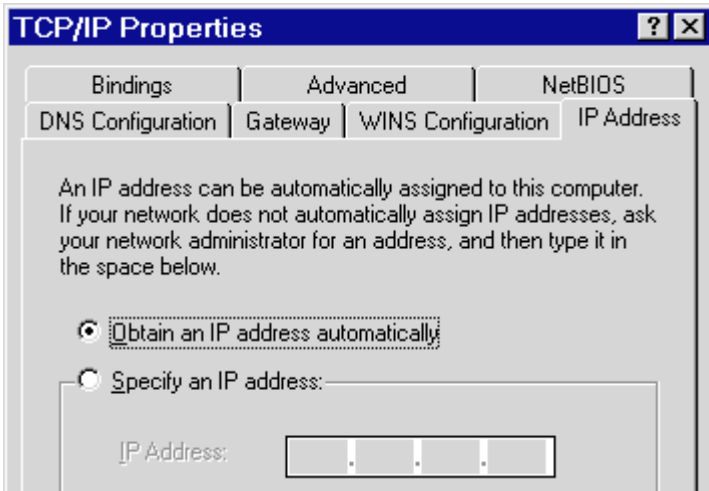 TCP/IP Properties
Bindings Advanced NetBIOS
DNS Configuration Gateway WINS Configuration IP Address
An IP address can be automatically assigned to this computer.
If your network does not automatically assign IP addresses, ask
your network administrator for an address, and then type it in
the space below.
Obtain an IP address automatically
Specify an IP address:
IP Address: . . .